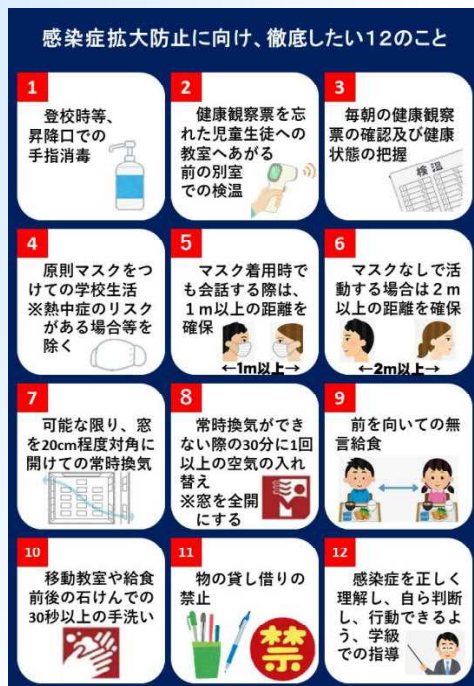 感染症拡大防止に向け、徹底したい12のこと
1
登校時等、
昇降口での
手指消毒
2
健康観察票を忘
れた児童生徒への
教室へあがる
前の別室
での検温
3
毎朝の健康観察
票の確認及び健康
状態の把握
検温
4
原則マスクをつ
けての学校生活
※熱中症のリスク
がある場合等を
除く
5
マスク着用時で
も会話する際は、
1m以上の距離を
確保
←1m以上→
6
マスクなしで活
動する場合は2m
以上の距離を確保
←2m以上→
7
可能な限り、窓
を20cm程度対角に
開けての常時換気
8
常時換気ができ
ない際の30分に1回
以上の空気の入れ
替え
※窓を全開
にする
9
前を向いての無
言給食
10
移動教室や給食
前後の石けんでの
30秒以上の手洗い
11
物の貸し借りの
禁止
禁
12
感染症を正しく
理解し、自ら判断
し、行動できるよ
う、学級
での指導